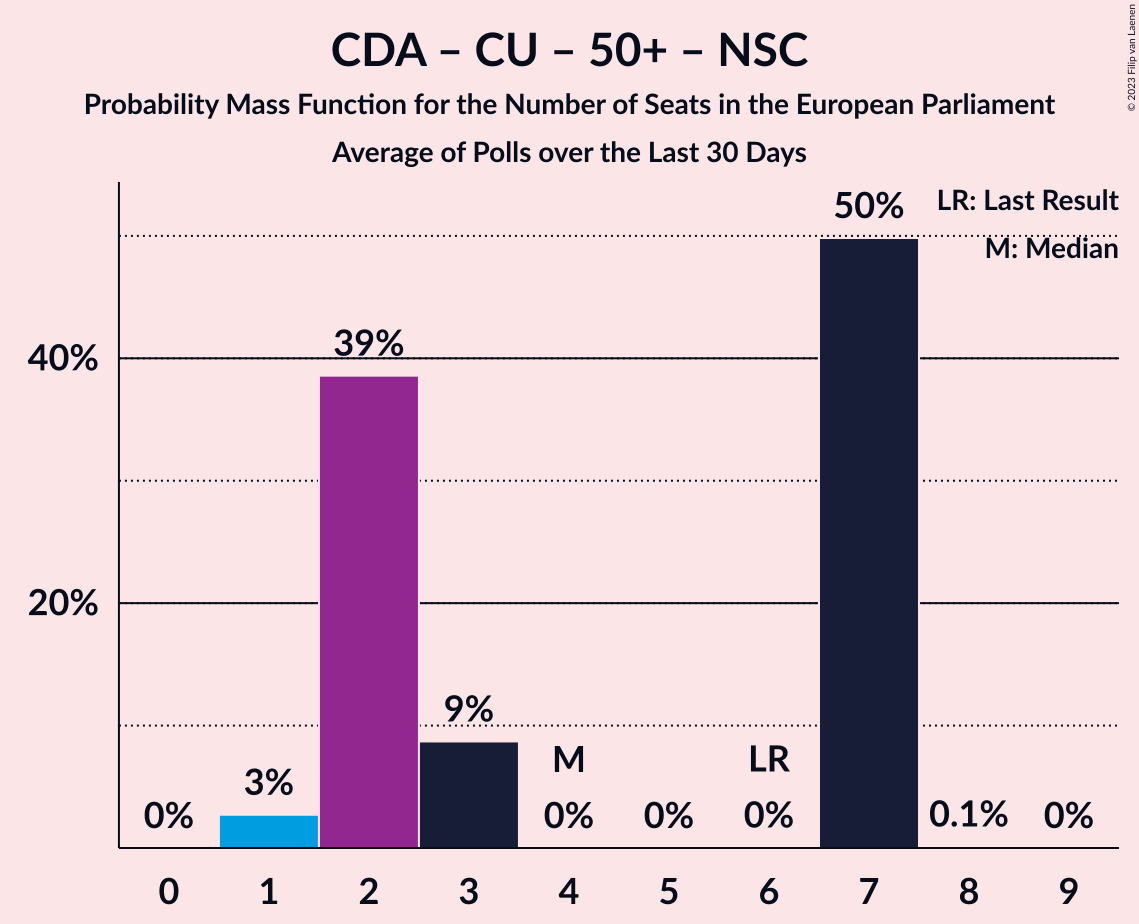 CDA – CU – 50+ – NSC
Probability Mass Function for the Number of Seats in the European Parliament
Average of Polls over the Last 30 Days
© 2023 Filip van Laenen
LR: Last Result
M: Median
50%
40%
39%
20%
9%
M
LR
3%
0%
0%
0%
0%
0.1%
0%
0 1 2 3 4 5 6 7 8 9